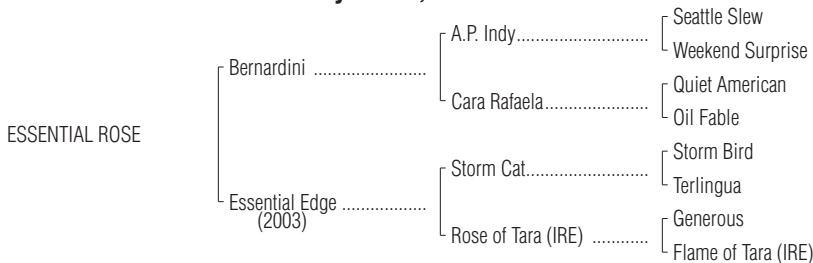 Seattle Slew
A.P. Indy
Weekend Surprise
Bernardini
Quiet American
Cara Rafaela
Oil Fable
ESSENTIAL ROSE
Storm Bird
Storm Cat
Terlingua
Essential Edge
(2003)
Generous
Rose of Tara (IRE)
Flame of Tara (IRE)